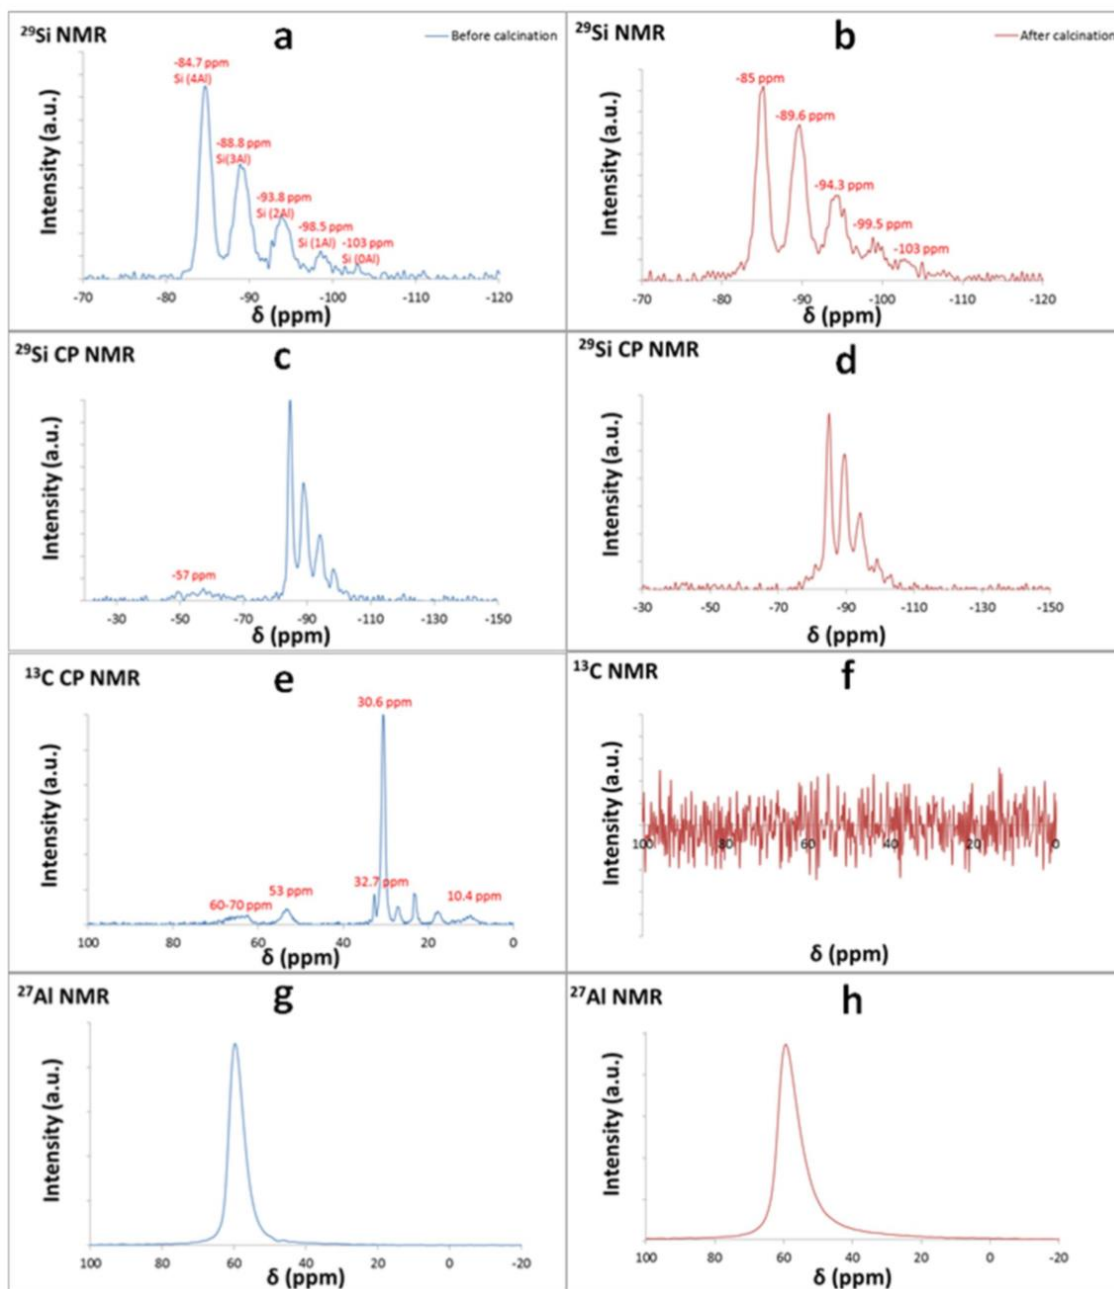 ²⁹Si NMR
a
Before calcination
-84.7 ppm
Si (4Al)
-88.8 ppm
Si(3Al)
-93.8 ppm
Si (2Al)
-98.5 ppm
Si (1Al)
-103 ppm
Si (0Al)
Intensity (a.u.)
-70 -80 -90 -100 -110 -120
δ (ppm)
²⁹Si NMR
b
After calcination
-85 ppm
-89.6 ppm
-94.3 ppm
-99.5 ppm
-103 ppm
Intensity (a.u.)
-70 -80 -90 -100 -110 -120
δ (ppm)
²⁹Si CP NMR
c
Intensity (a.u.)
-57 ppm
-30 -50 -70 -90 -110 -130 -150
δ (ppm)
²⁹Si CP NMR
d
Intensity (a.u.)
-30 -50 -70 -90 -110 -130 -150
δ (ppm)
¹³C CP NMR
e
30.6 ppm
Intensity (a.u.)
60-70 ppm
53 ppm
32.7 ppm
10.4 ppm
100 80 60 40 20 0
δ (ppm)
¹³C NMR
f
Intensity (a.u.)
100 80 60 40 20 0
δ (ppm)
²⁷Al NMR
g
Intensity (a.u.)
100 80 60 40 20 0 -20
δ (ppm)
²⁷Al NMR
h
Intensity (a.u.)
100 80 60 40 20 0 -20
δ (ppm)